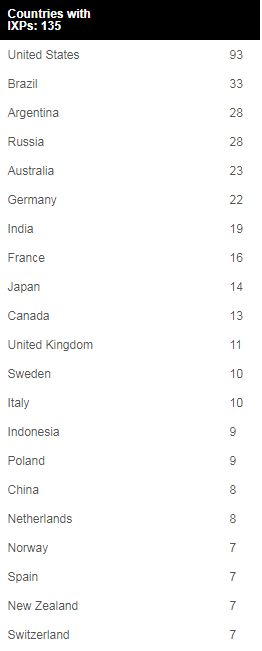 Countries with
IXPs: 135
United States 93
Brazil 33
Argentina 28
Russia 28
Australia 23
Germany 22
India 19
France 16
Japan 14
Canada 13
United Kingdom 11
Sweden 10
Italy 10
Indonesia 9
Poland 9
China 8
Netherlands 8
Norway 7
Spain 7
New Zealand 7
Switzerland 7